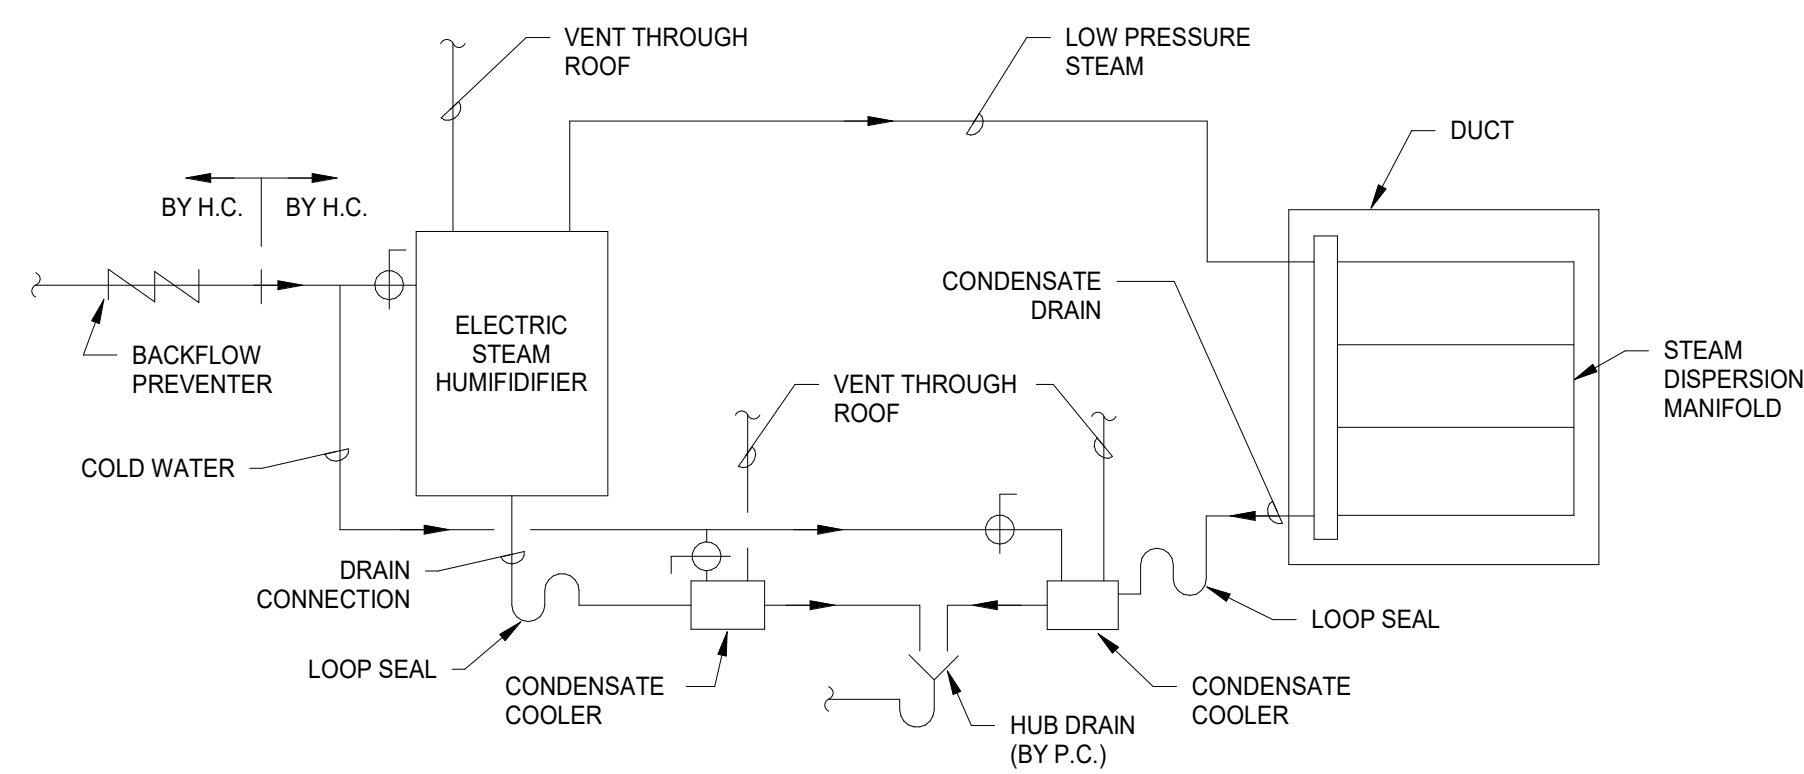 VENT THROUGH
ROOF
LOW PRESSURE
STEAM
DUCT
BY H.C.
BY H.C.
CONDENSATE
DRAIN
ELECTRIC
STEAM
HUMIFIDIFIER
BACKFLOW
PREVENTER
STEAM
DISPERSION
MANIFOLD
VENT THROUGH
ROOF
COLD WATER
DRAIN
CONNECTION
LOOP SEAL
LOOP SEAL
CONDENSATE
COOLER
CONDENSATE
COOLER
HUB DRAIN
(BY P.C.)